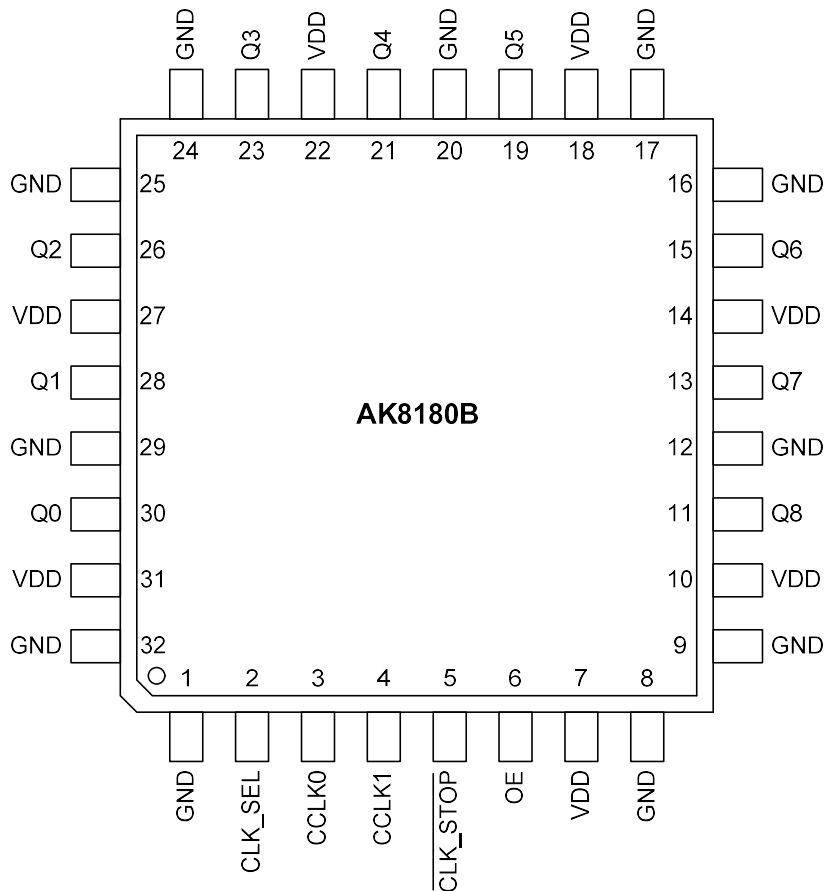 GND Q3 VDD Q4 GND Q5 VDD GND
24 23 22 21 20 19 18 17
GND 25 16 GND
Q2 26 15 Q6
VDD 27 14 VDD
Q1 28 13 Q7
AK8180B
GND 29 12 GND
Q0 30 11 Q8
VDD 31 10 VDD
GND 32 9 GND
1 2 3 4 5 6 7 8
GND CLK_SEL CCLK0 CCLK1 CLK_STOP OE VDD GND